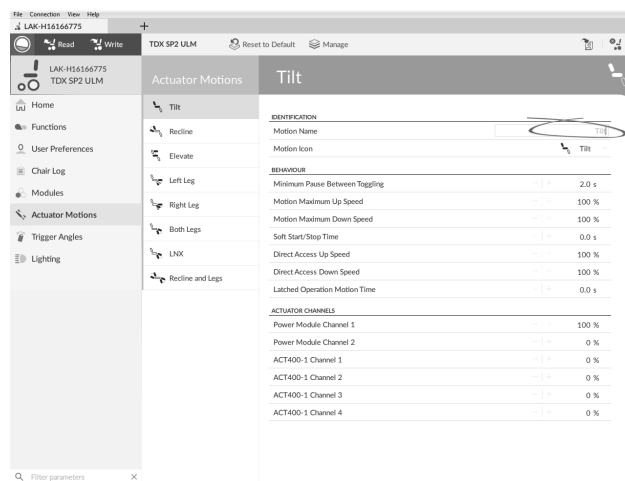 File Connection View Help
LAK-H16166775 +
Read Write TDX SP2 ULM Reset to Default Manage
LAK-H16166775
TDX SP2 ULM
Home
Functions
User Preferences
Chair Log
Modules
Actuator Motions
Trigger Angles
Lighting
Filter parameters ×
Actuator Motions
Tilt
Recline
Elevate
Left Leg
Right Leg
Both Legs
LNX
Recline and Legs
Tilt
IDENTIFICATION
Motion Name Tilt
Motion Icon Tilt
BEHAVIOUR
Minimum Pause Between Toggling − + 2.0 s
Motion Maximum Up Speed − + 100 %
Motion Maximum Down Speed − + 100 %
Soft Start/Stop Time − + 0.0 s
Direct Access Up Speed − + 100 %
Direct Access Down Speed − + 100 %
Latched Operation Motion Time − + 0.0 s
ACTUATOR CHANNELS
Power Module Channel 1 − + 100 %
Power Module Channel 2 − + 0 %
ACT400-1 Channel 1 − + 0 %
ACT400-1 Channel 2 − + 0 %
ACT400-1 Channel 3 − + 0 %
ACT400-1 Channel 4 − + 0 %